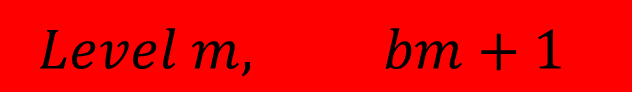 Level m, bm + 1